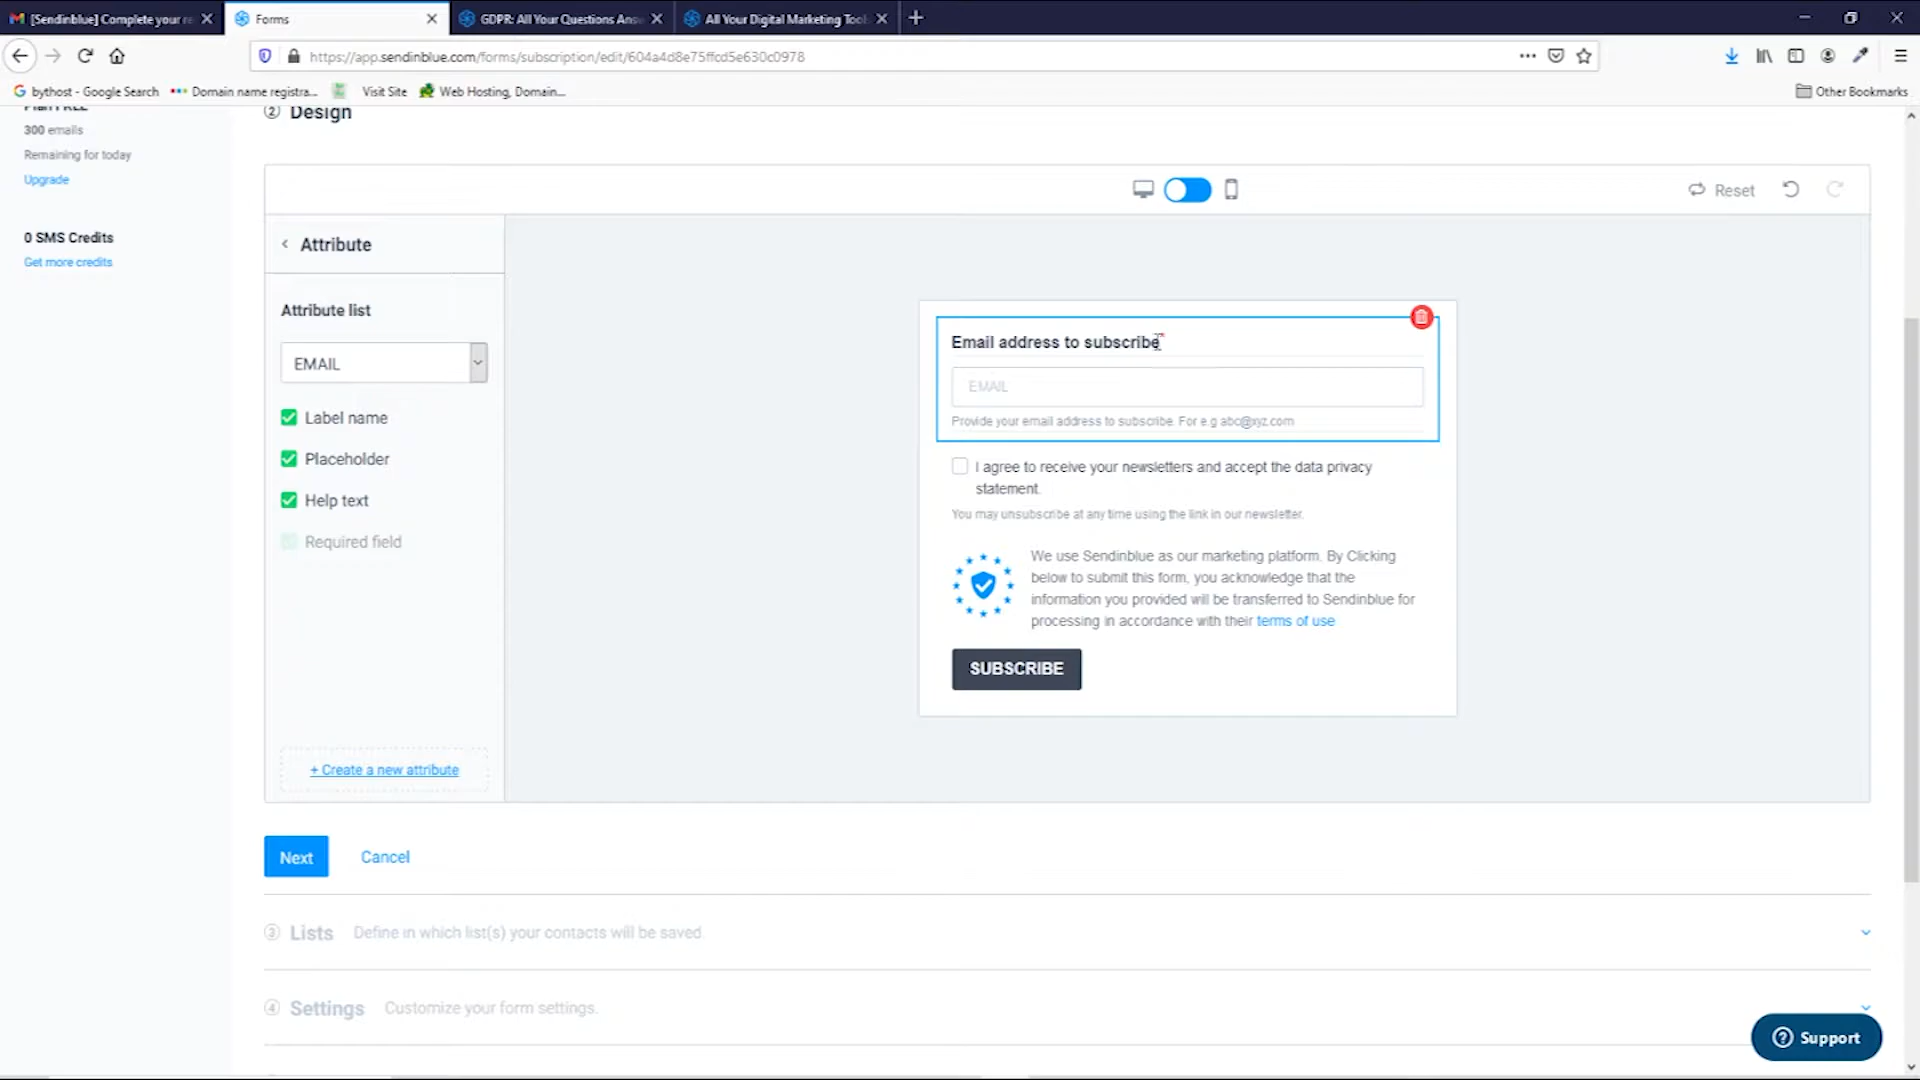 [Sendinblue] Complete your re
Forms
GDPR: All Your Questions Ans
All Your Digital Marketing Tool
https://app.sendinblue.com/forms/subscription/edit/604a4d8e75ffcd5e630c0978
bythost - Google Search
Domain name registra...
Visit Site
Web Hosting, Domain...
Other Bookmarks
Plan FREE
300 emails
Remaining for today
Upgrade
0 SMS Credits
Get more credits
2 Design
Reset
Attribute
Attribute list
EMAIL
Label name
Placeholder
Help text
Required field
+ Create a new attribute
Email address to subscribe*
EMAIL
Provide your email address to subscribe. For e.g abc@xyz.com
I agree to receive your newsletters and accept the data privacy
statement.
You may unsubscribe at any time using the link in our newsletter.
We use Sendinblue as our marketing platform. By Clicking
below to submit this form, you acknowledge that the
information you provided will be transferred to Sendinblue for
processing in accordance with their terms of use
SUBSCRIBE
Next
Cancel
3 Lists Define in which list(s) your contacts will be saved.
4 Settings Customize your form settings.
Support